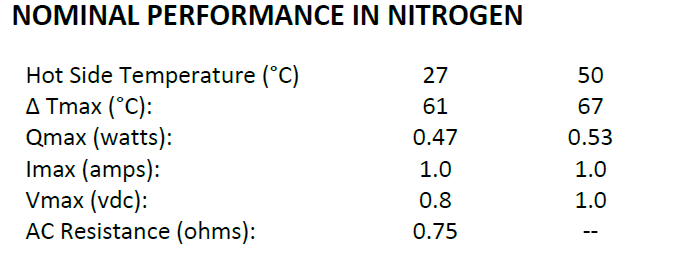 NOMINAL PERFORMANCE IN NITROGEN
Hot Side Temperature (°C) 27 50
Δ Tmax (°C): 61 67
Qmax (watts): 0.47 0.53
Imax (amps): 1.0 1.0
Vmax (vdc): 0.8 1.0
AC Resistance (ohms): 0.75 --